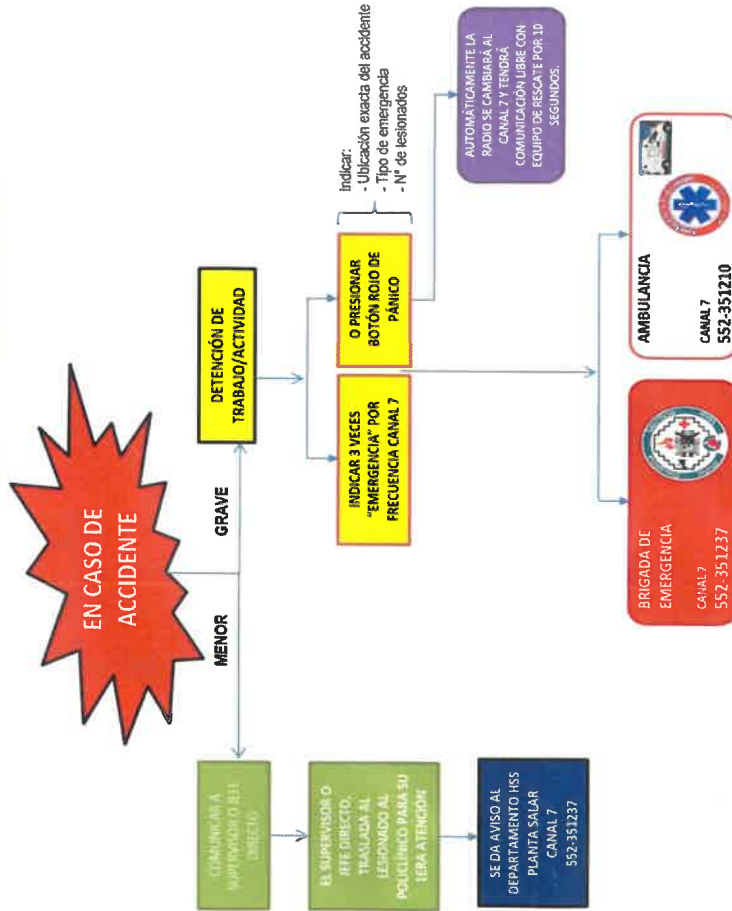 EN CASO DE
ACCIDENTE
MENOR
GRAVE
COMUNICAR A
SUPERVISOR O JEFE
DIRECTO
EL SUPERVISOR O
JEFE DIRECTO,
TRASLADA AL
LESIONADO AL
POLICLÍNICO PARA SU
1ERA ATENCIÓN
SE DA AVISO AL
DEPARTAMENTO HSS
PLANTA SALAR
CANAL 7
552-351237
DETENCIÓN DE
TRABAJO/ACTIVIDAD
INDICAR 3 VECES
"EMERGENCIA" POR
FRECUENCIA CANAL 7
O PRESIONAR
BOTÓN ROJO DE
PÁNICO
Indicar:
- Ubicación exacta del accidente
- Tipo de emergencia
- N° de lesionados
AUTOMÁTICAMENTE LA
RADIO SE CAMBIARÁ AL
CANAL 7 Y TENDRÁ
COMUNICACIÓN LIBRE CON
EQUIPO DE RESCATE POR 10
SEGUNDOS.
BRIGADA DE
EMERGENCIA
CANAL 7
552-351237
AMBULANCIA
CANAL 7
552-351210